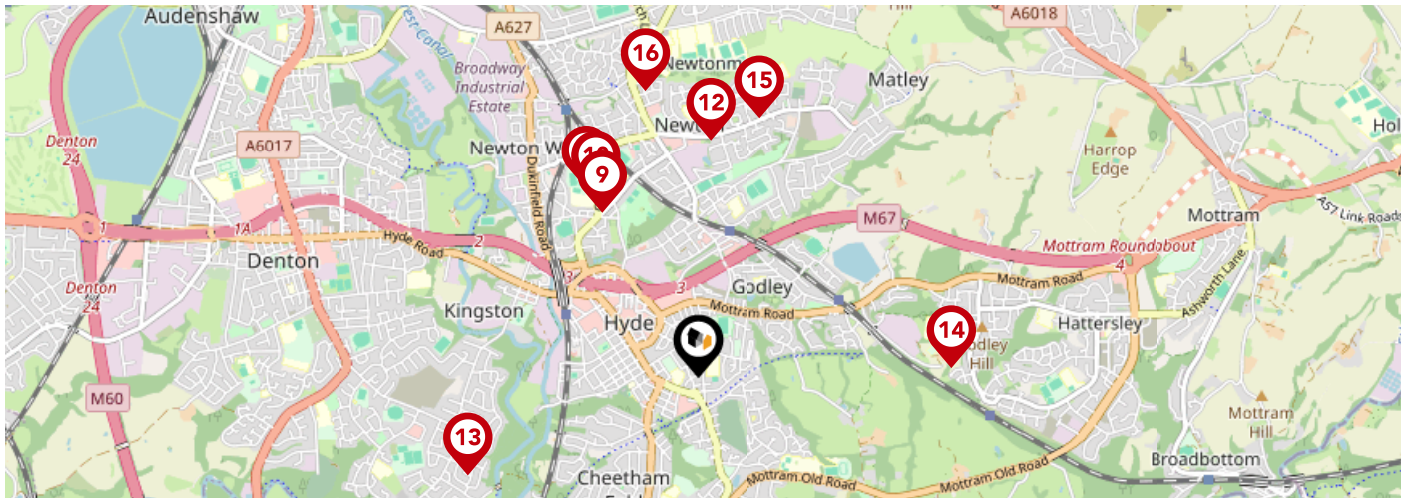 Audenshaw
A627
A6018
16
Newtonm
15
Matley
Broadway
Industrial
Estate
12
Denton
24
A6017
Newton W
10
9
Harrop
Edge
Dukinfield Road
M67
Mottram
A57 Link Roads
1
1A
2
Hyde Road
Denton
Mottram Roundabout
4
3
3
Godley
Mottram Road
Mottram Road
Ashworth Lane
Denton
24
Kingston
Hyde
14
Hattersley
odley
Hill
M60
13
Mottram
Hill
Cheetham
Mottram Old Road
Mottram Old Road
Broadbottom